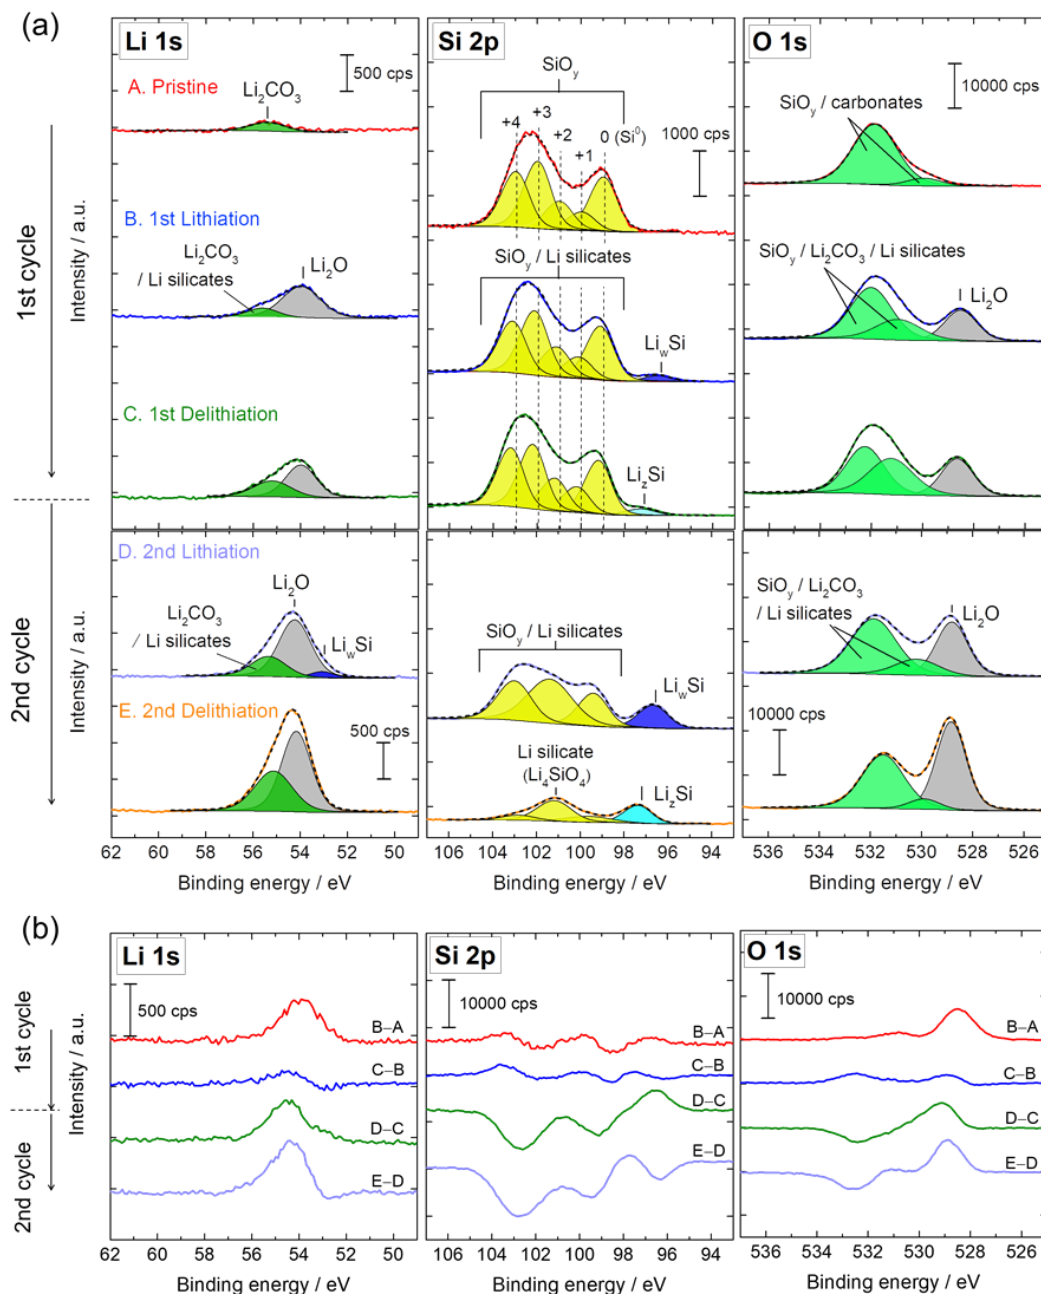 (a)
Li 1s
Si 2p
O 1s
500 cps
A. Pristine
Li2CO3
SiOy
+4
+3
+2
+1
0 (Si0)
1000 cps
10000 cps
SiOy / carbonates
1st cycle
Intensity / a.u.
B. 1st Lithiation
Li2CO3
/ Li silicates
Li2O
SiOy / Li silicates
LiwSi
SiOy / Li2CO3 / Li silicates
Li2O
C. 1st Delithiation
LizSi
2nd cycle
Intensity / a.u.
D. 2nd Lithiation
Li2O
Li2CO3
/ Li silicates
LiwSi
SiOy / Li silicates
LiwSi
SiOy / Li2CO3
/ Li silicates
Li2O
E. 2nd Delithiation
500 cps
Li silicate
(Li4SiO4)
LizSi
10000 cps
62 60 58 56 54 52 50
106 104 102 100 98 96 94
536 534 532 530 528 526
Binding energy / eV
Binding energy / eV
Binding energy / eV
(b)
Li 1s
Si 2p
O 1s
500 cps
10000 cps
10000 cps
1st cycle
2nd cycle
Intensity / a.u.
B–A
C–B
D–C
E–D
B–A
C–B
D–C
E–D
B–A
C–B
D–C
E–D
62 60 58 56 54 52 50
106 104 102 100 98 96 94
536 534 532 530 528 526
Binding energy / eV
Binding energy / eV
Binding energy / eV